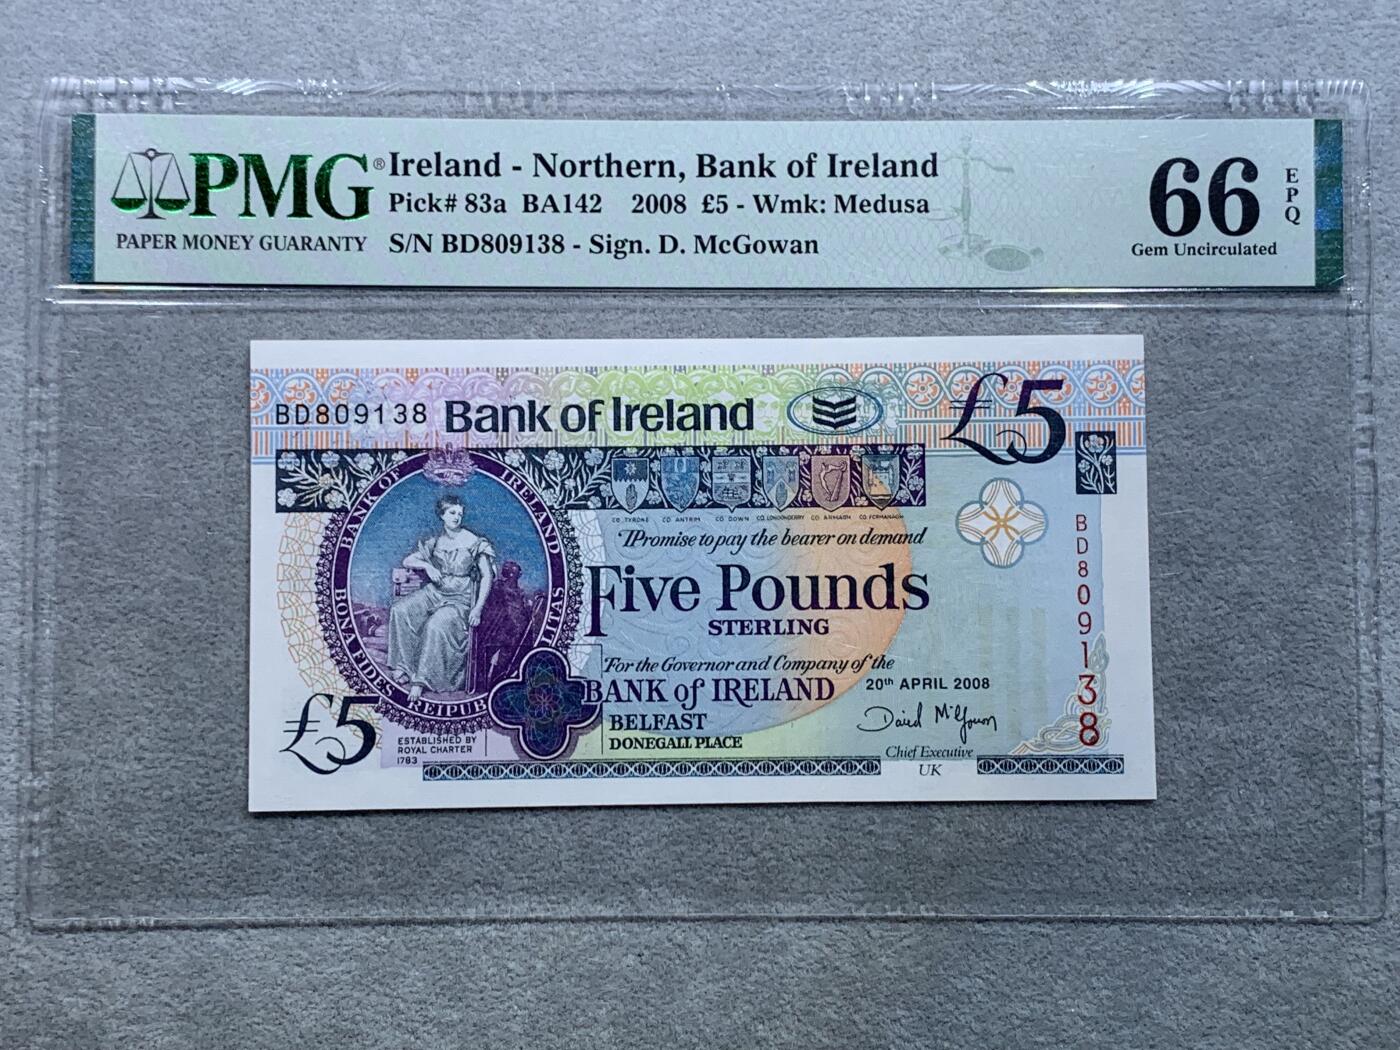 PMG® Ireland - Northern, Bank of Ireland
Pick# 83a BA142 2008 £5 - Wmk: Medusa
PAPER MONEY GUARANTY S/N BD809138 - Sign. D. McGowan
66 EPQ
Gem Uncirculated
BD809138 Bank of Ireland £5
BANK OF IRELAND
BONA FIDES REIPUB LITAS
CO. TYRONE CO. ANTRIM CO. DOWN CO. LONDONDERRY CO. ARMAGH CO. FERMANAGH
I Promise to pay the bearer on demand
Five Pounds
STERLING
For the Governor and Company of the
BANK of IRELAND
BELFAST
DONEGALL PLACE
20th APRIL 2008
David McGowan
Chief Executive
UK
£5
ESTABLISHED BY
ROYAL CHARTER
1783
BD809138